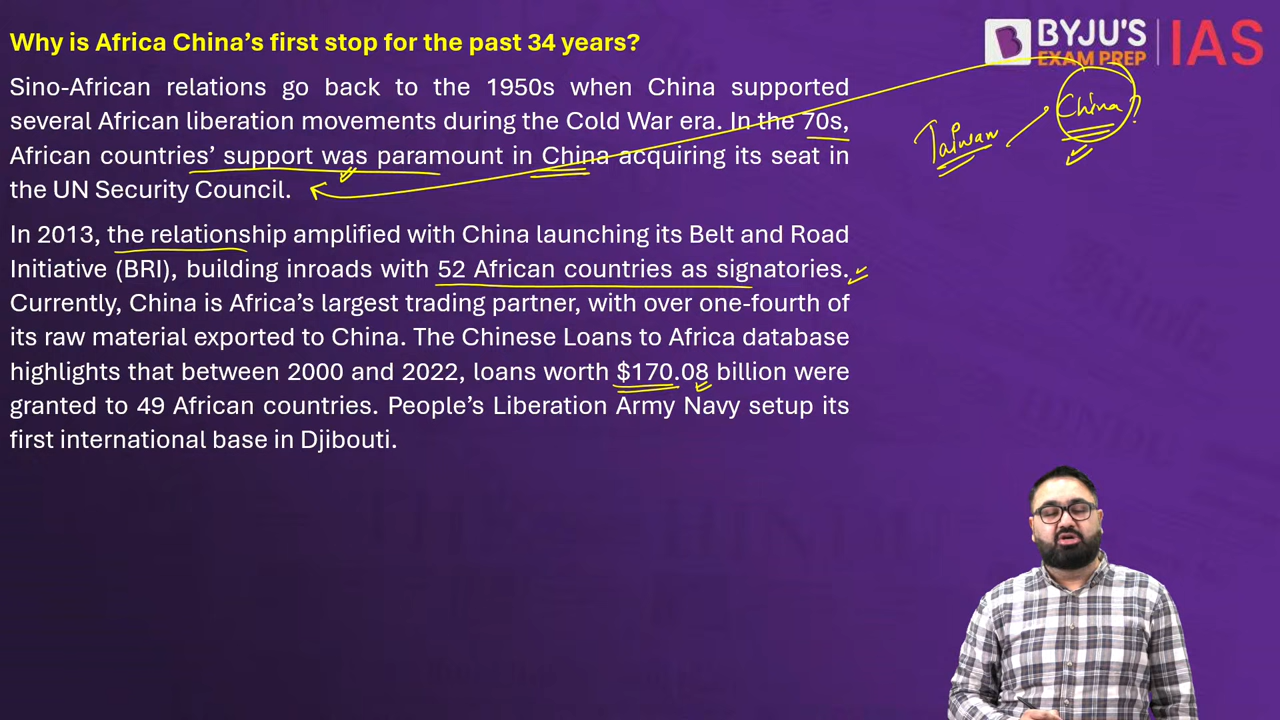 Why is Africa China's first stop for the past 34 years?
BYJU'S
EXAM PREP
IAS
Sino-African relations go back to the 1950s when China supported
several African liberation movements during the Cold War era. In the 70s,
African countries' support was paramount in China acquiring its seat in
the UN Security Council.
Taiwan
China?
In 2013, the relationship amplified with China launching its Belt and Road
Initiative (BRI), building inroads with 52 African countries as signatories.
Currently, China is Africa's largest trading partner, with over one-fourth of
its raw material exported to China. The Chinese Loans to Africa database
highlights that between 2000 and 2022, loans worth $170.08 billion were
granted to 49 African countries. People's Liberation Army Navy setup its
first international base in Djibouti.